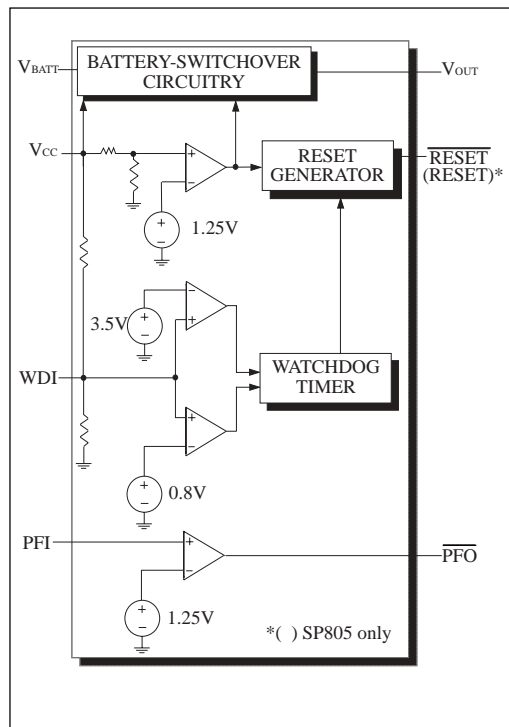 VBATT
BATTERY-SWITCHOVER
CIRCUITRY
VOUT
VCC
+
−
1.25V
RESET
GENERATOR
RESET
(RESET)*
+
−
3.5V
+
−
−
+
WDI
WATCHDOG
TIMER
+
−
0.8V
+
−
PFI
+
−
PFO
1.25V
+
−
*( ) SP805 only